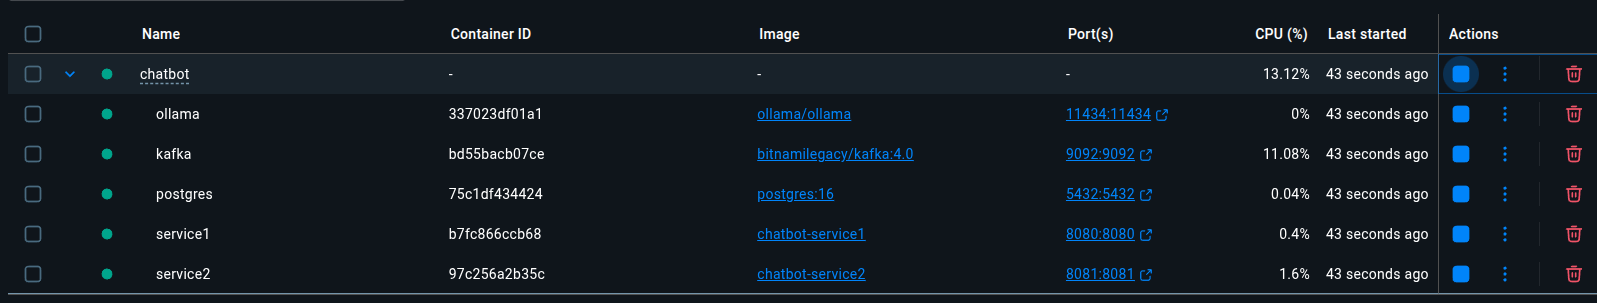 Name Container ID Image Port(s) CPU (%) Last started Actions
chatbot - - - 13.12% 43 seconds ago
ollama 337023df01a1 ollama/ollama 11434:11434 0% 43 seconds ago
kafka bd55bacb07ce bitnamilegacy/kafka:4.0 9092:9092 11.08% 43 seconds ago
postgres 75c1df434424 postgres:16 5432:5432 0.04% 43 seconds ago
service1 b7fc866ccb68 chatbot-service1 8080:8080 0.4% 43 seconds ago
service2 97c256a2b35c chatbot-service2 8081:8081 1.6% 43 seconds ago